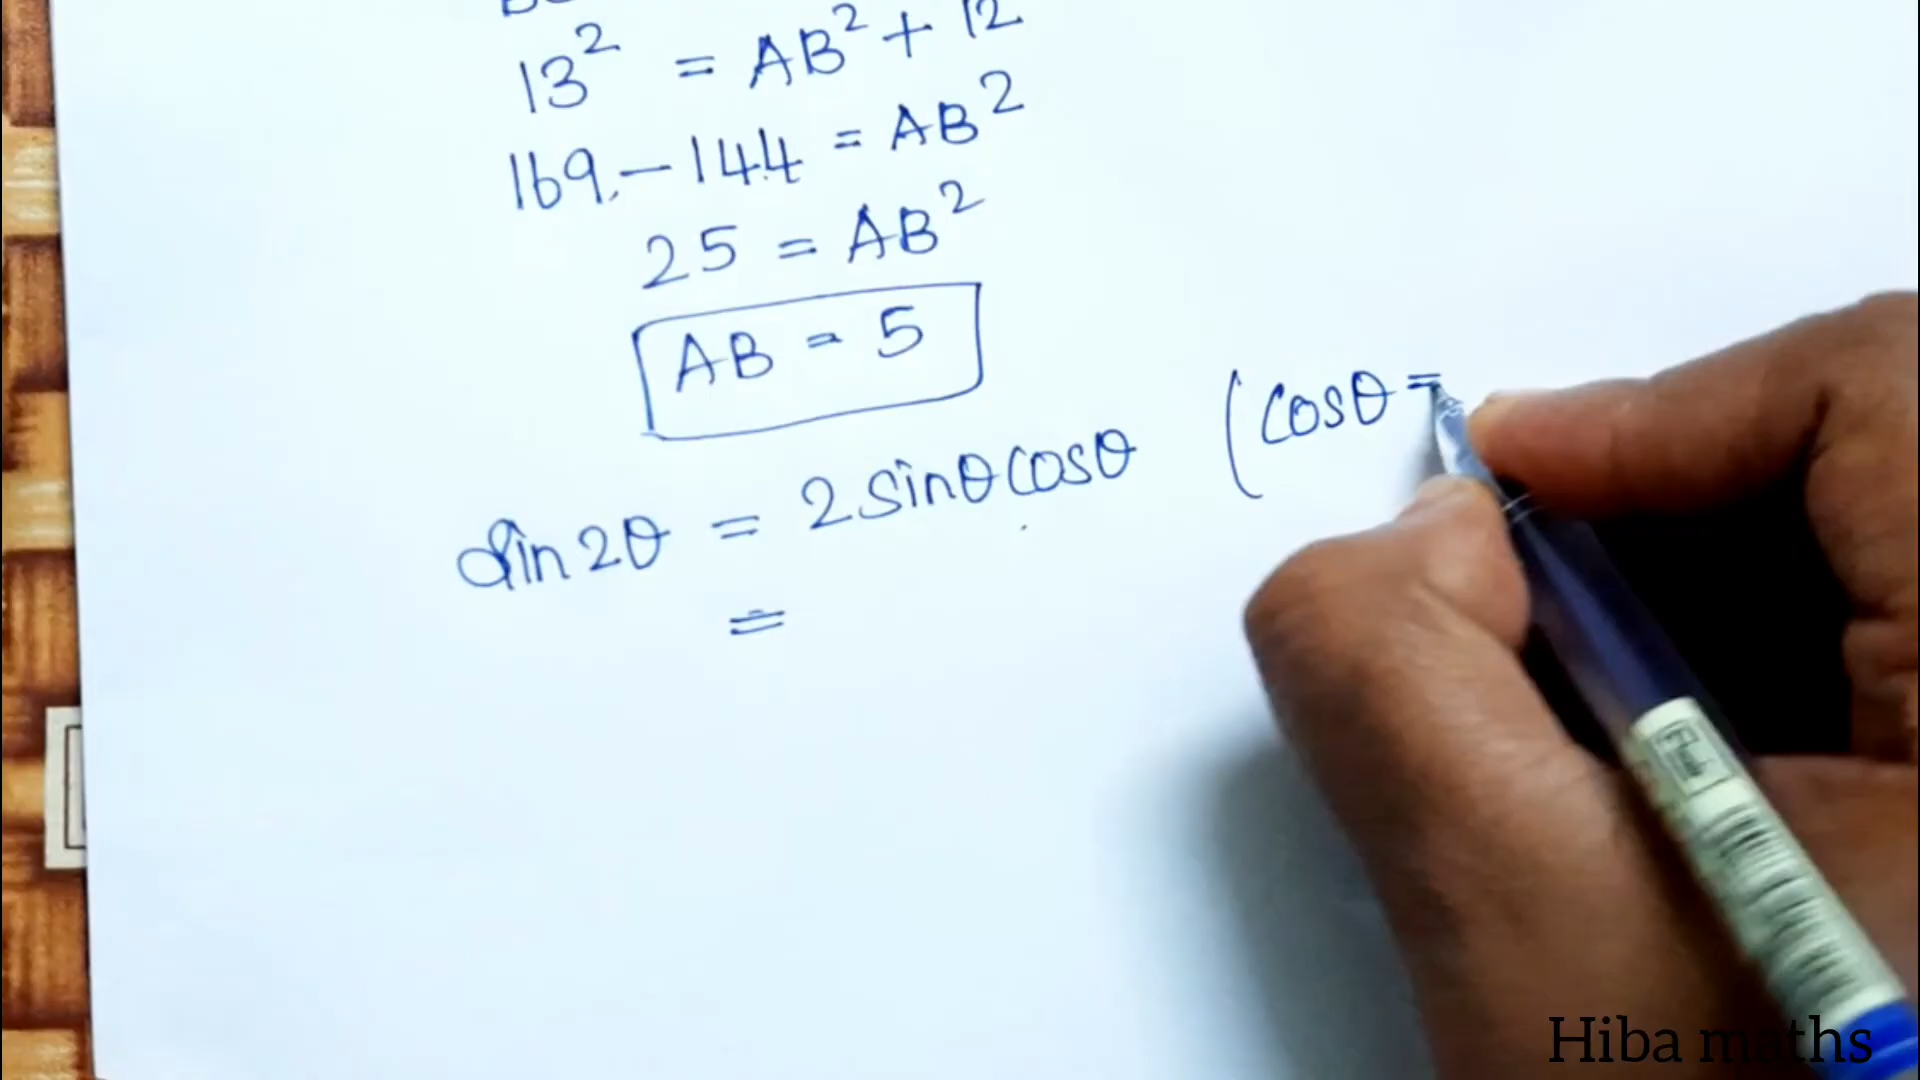 13² = AB² + 12
169 - 144 = AB²
25 = AB²
AB = 5
Sin 2θ = 2 sinθ cosθ (cosθ =
=
Hiba maths